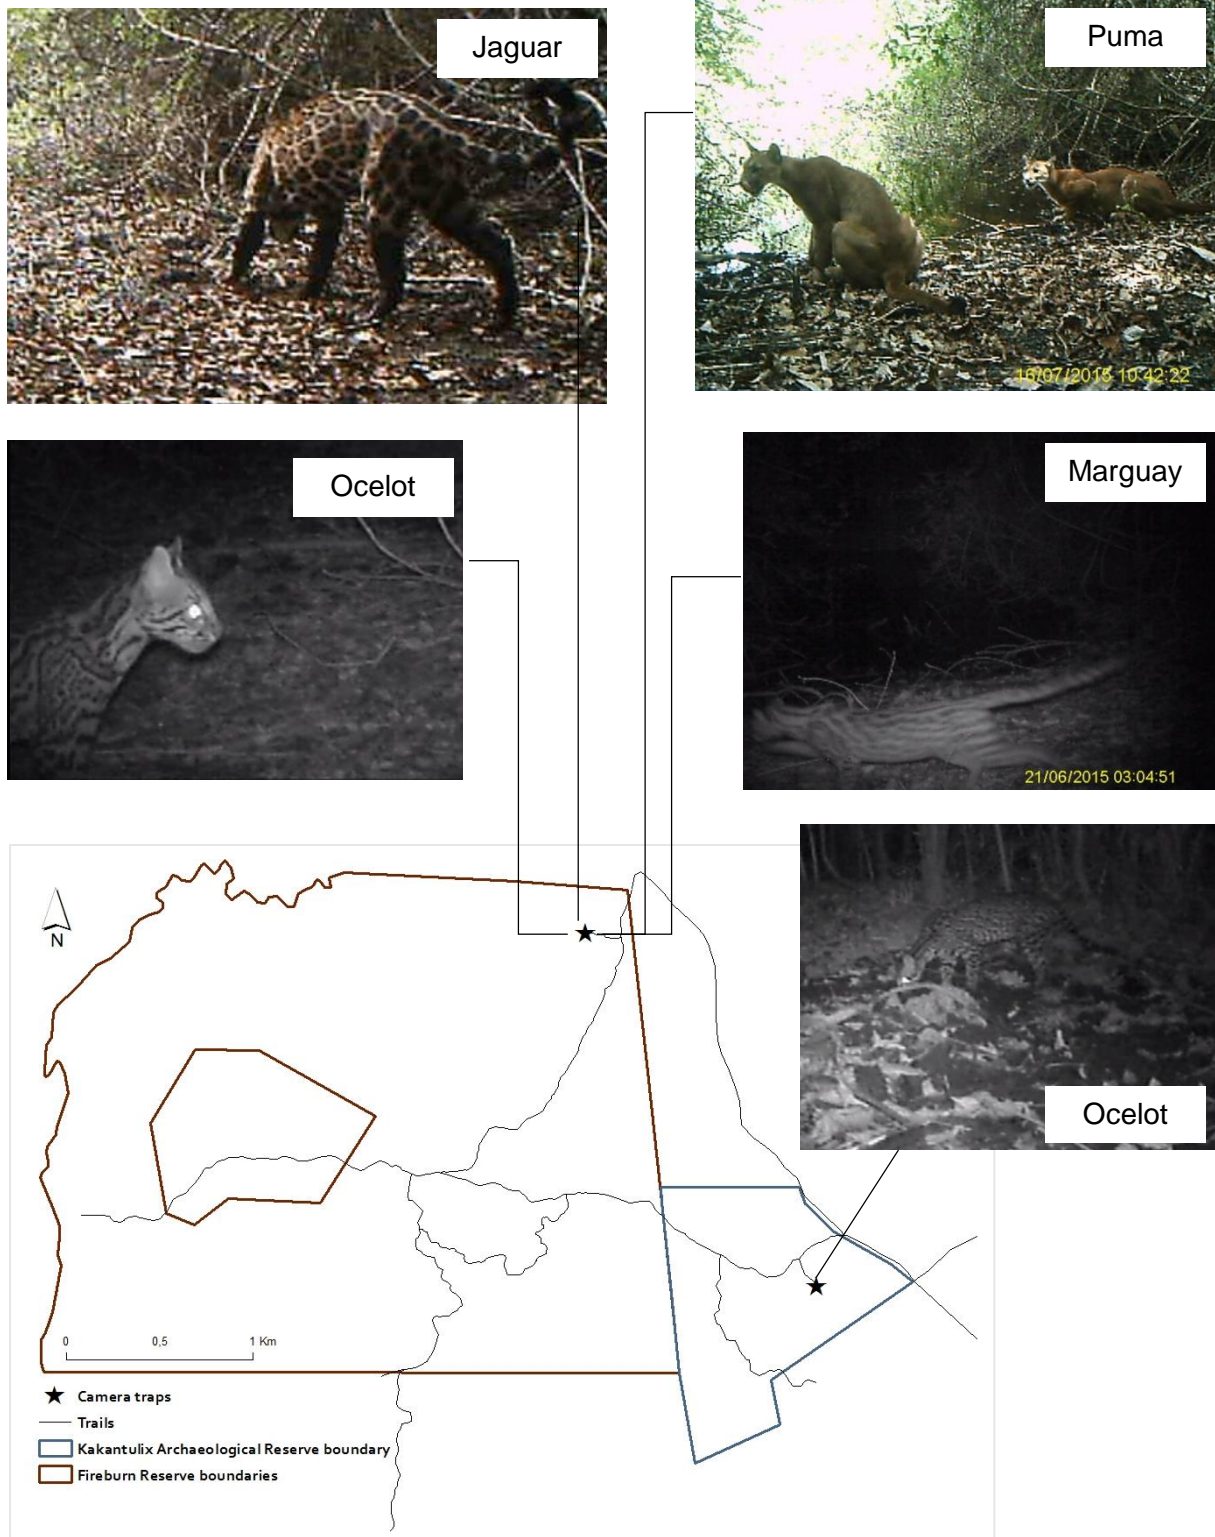 Jaguar
Puma
16/07/2015 10:42:22
Ocelot
Marguay
21/06/2015 03:04:51
Ocelot
N
0 0,5 1 Km
Camera traps
Trails
Kakantulix Archaeological Reserve boundary
Fireburn Reserve boundaries